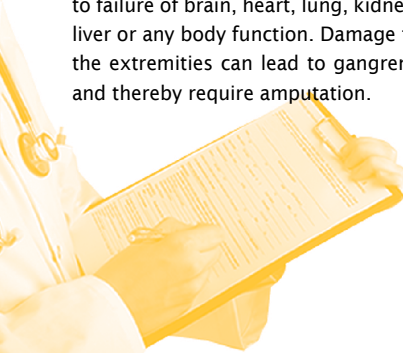 to failure of brain, heart, lung, kidne
liver or any body function. Damage
the extremities can lead to gangre
and thereby require amputation.